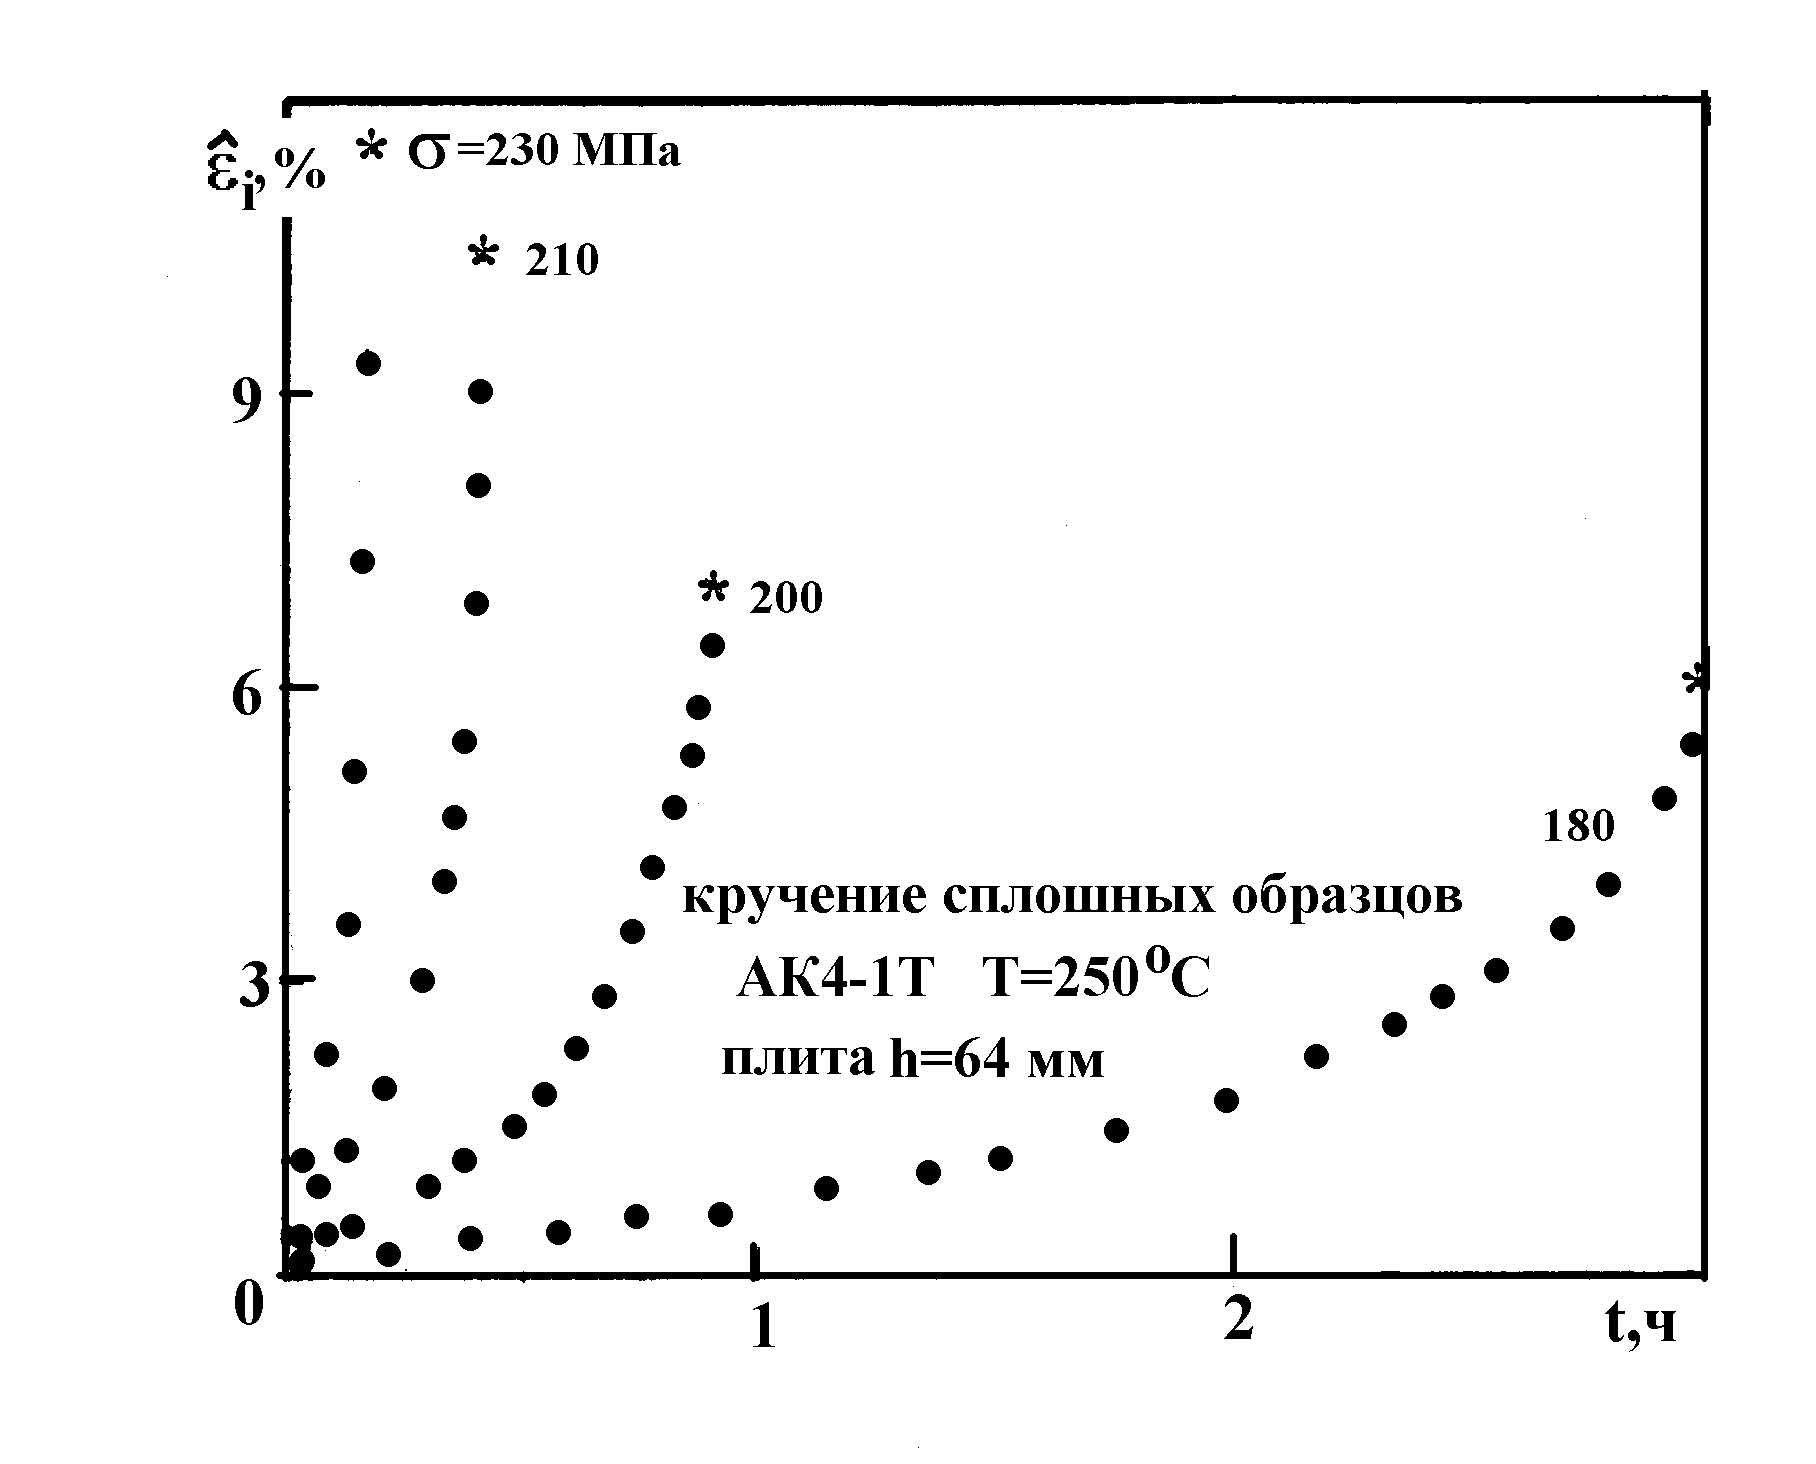 ε̂i,%
* σ=230 МПа
* 210
9
* 200
6
*
180
кручение сплошных образцов
3
АК4-1Т Т=250°С
плита h=64 мм
0
1
2
t,ч